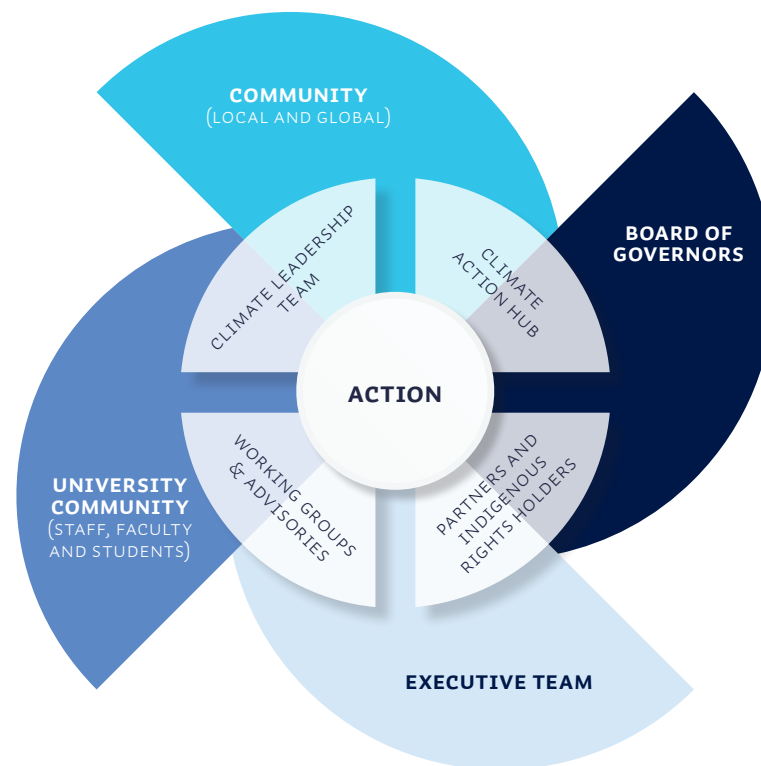 COMMUNITY
(LOCAL AND GLOBAL)
BOARD OF
GOVERNORS
CLIMATE LEADERSHIP
TEAM
CLIMATE
ACTION HUB
ACTION
WORKING GROUPS
& ADVISORIES
PARTNERS AND
INDIGENOUS
RIGHTS HOLDERS
UNIVERSITY
COMMUNITY
(STAFF, FACULTY
AND STUDENTS)
EXECUTIVE TEAM